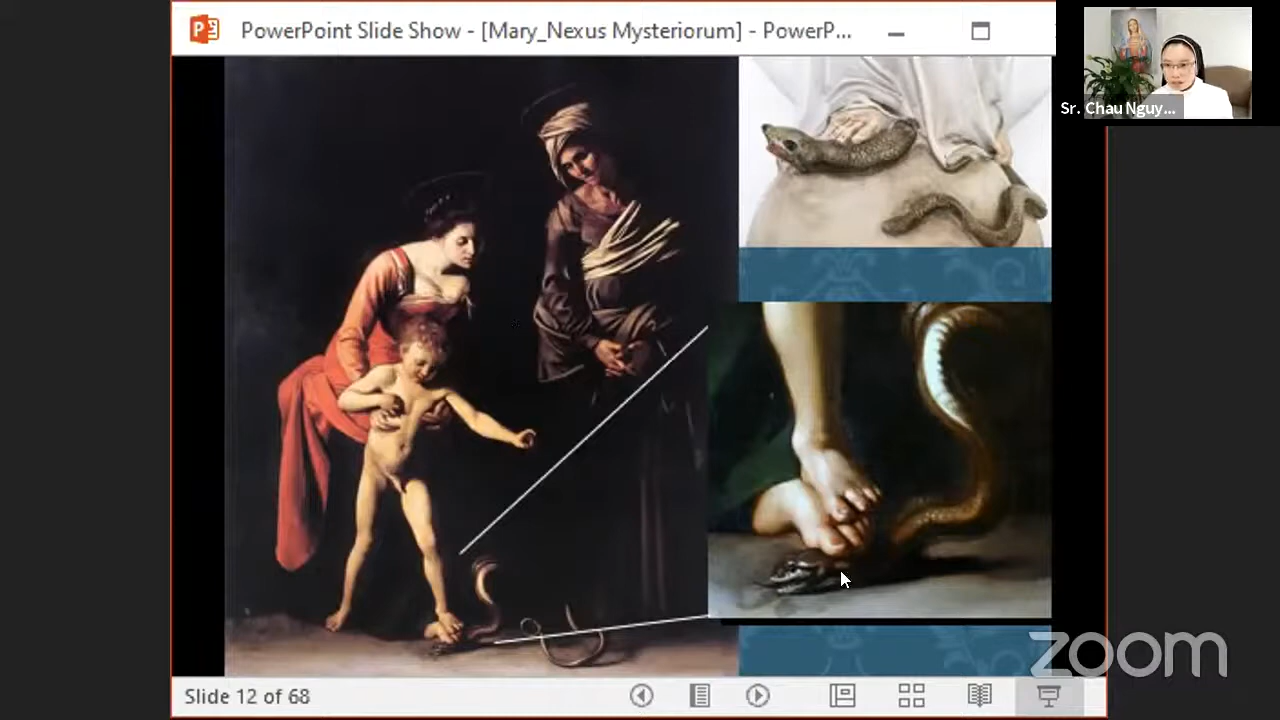 PowerPoint Slide Show - [Mary_Nexus Mysteriorum] - PowerP...
Sr. Chau Nguy...
zoom
Slide 12 of 68